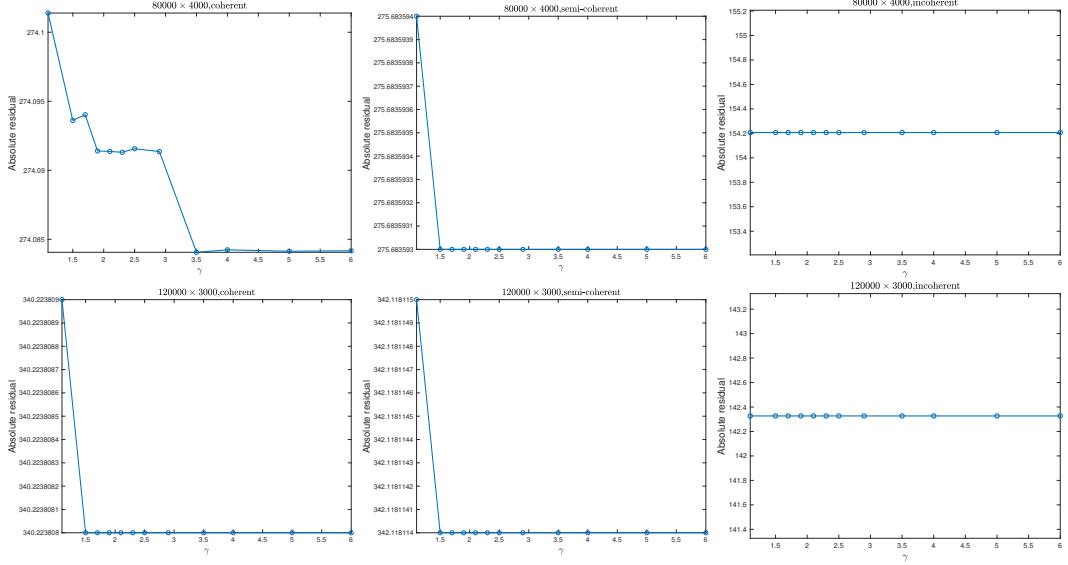 80000 × 4000,coherent
274.1
274.095
274.09
274.085
Absolute residual
1.5 2 2.5 3 3.5 4 4.5 5 5.5 6
γ
80000 × 4000,semi-coherent
275.683594
275.6835939
275.6835938
275.6835937
275.6835936
275.6835935
275.6835934
275.6835933
275.6835932
275.6835931
275.683593
Absolute residual
1.5 2 2.5 3 3.5 4 4.5 5 5.5 6
γ
80000 × 4000,incoherent
155.2
155
154.8
154.6
154.4
154.2
154
153.8
153.6
153.4
Absolute residual
1.5 2 2.5 3 3.5 4 4.5 5 5.5 6
γ
120000 × 3000,coherent
340.223809
340.2238089
340.2238088
340.2238087
340.2238086
340.2238085
340.2238084
340.2238083
340.2238082
340.2238081
340.223808
Absolute residual
1.5 2 2.5 3 3.5 4 4.5 5 5.5 6
γ
120000 × 3000,semi-coherent
342.118115
342.1181149
342.1181148
342.1181147
342.1181146
342.1181145
342.1181144
342.1181143
342.1181142
342.1181141
342.118114
Absolute residual
1.5 2 2.5 3 3.5 4 4.5 5 5.5 6
γ
120000 × 3000,incoherent
143.2
143
142.8
142.6
142.4
142.2
142
141.8
141.6
141.4
Absolute residual
1.5 2 2.5 3 3.5 4 4.5 5 5.5 6
γ